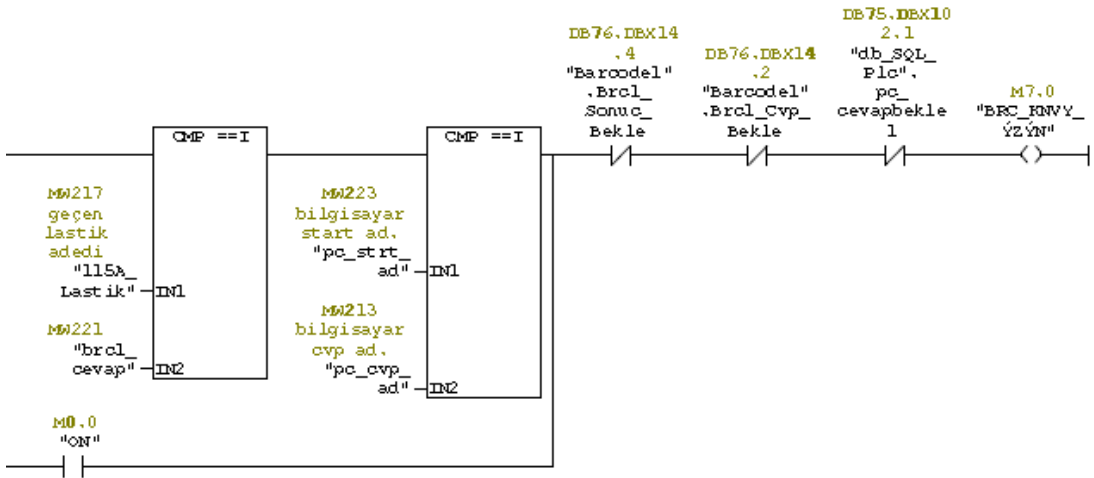 DB75.DBX10
2.1
"db_SQL_
Plc".
pc_
cevapbekle
1
DB76.DBX14
.4
"Barcode1"
.Brc1_
Sonuc_
Bekle
DB76.DBX14
.2
"Barcode1"
.Brc1_Cvp_
Bekle
M7.0
"BRC_KNVY_
ÝZÝN"
CMP ==I
CMP ==I
MW217
geçen
lastik
adedi
"115A_
Lastik"
IN1
MW221
"brc1_
cevap"
IN2
MW223
bilgisayar
start ad.
"pc_strt_
ad"
IN1
MW213
bilgisayar
cvp ad.
"pc_cvp_
ad"
IN2
M0.0
"ON"